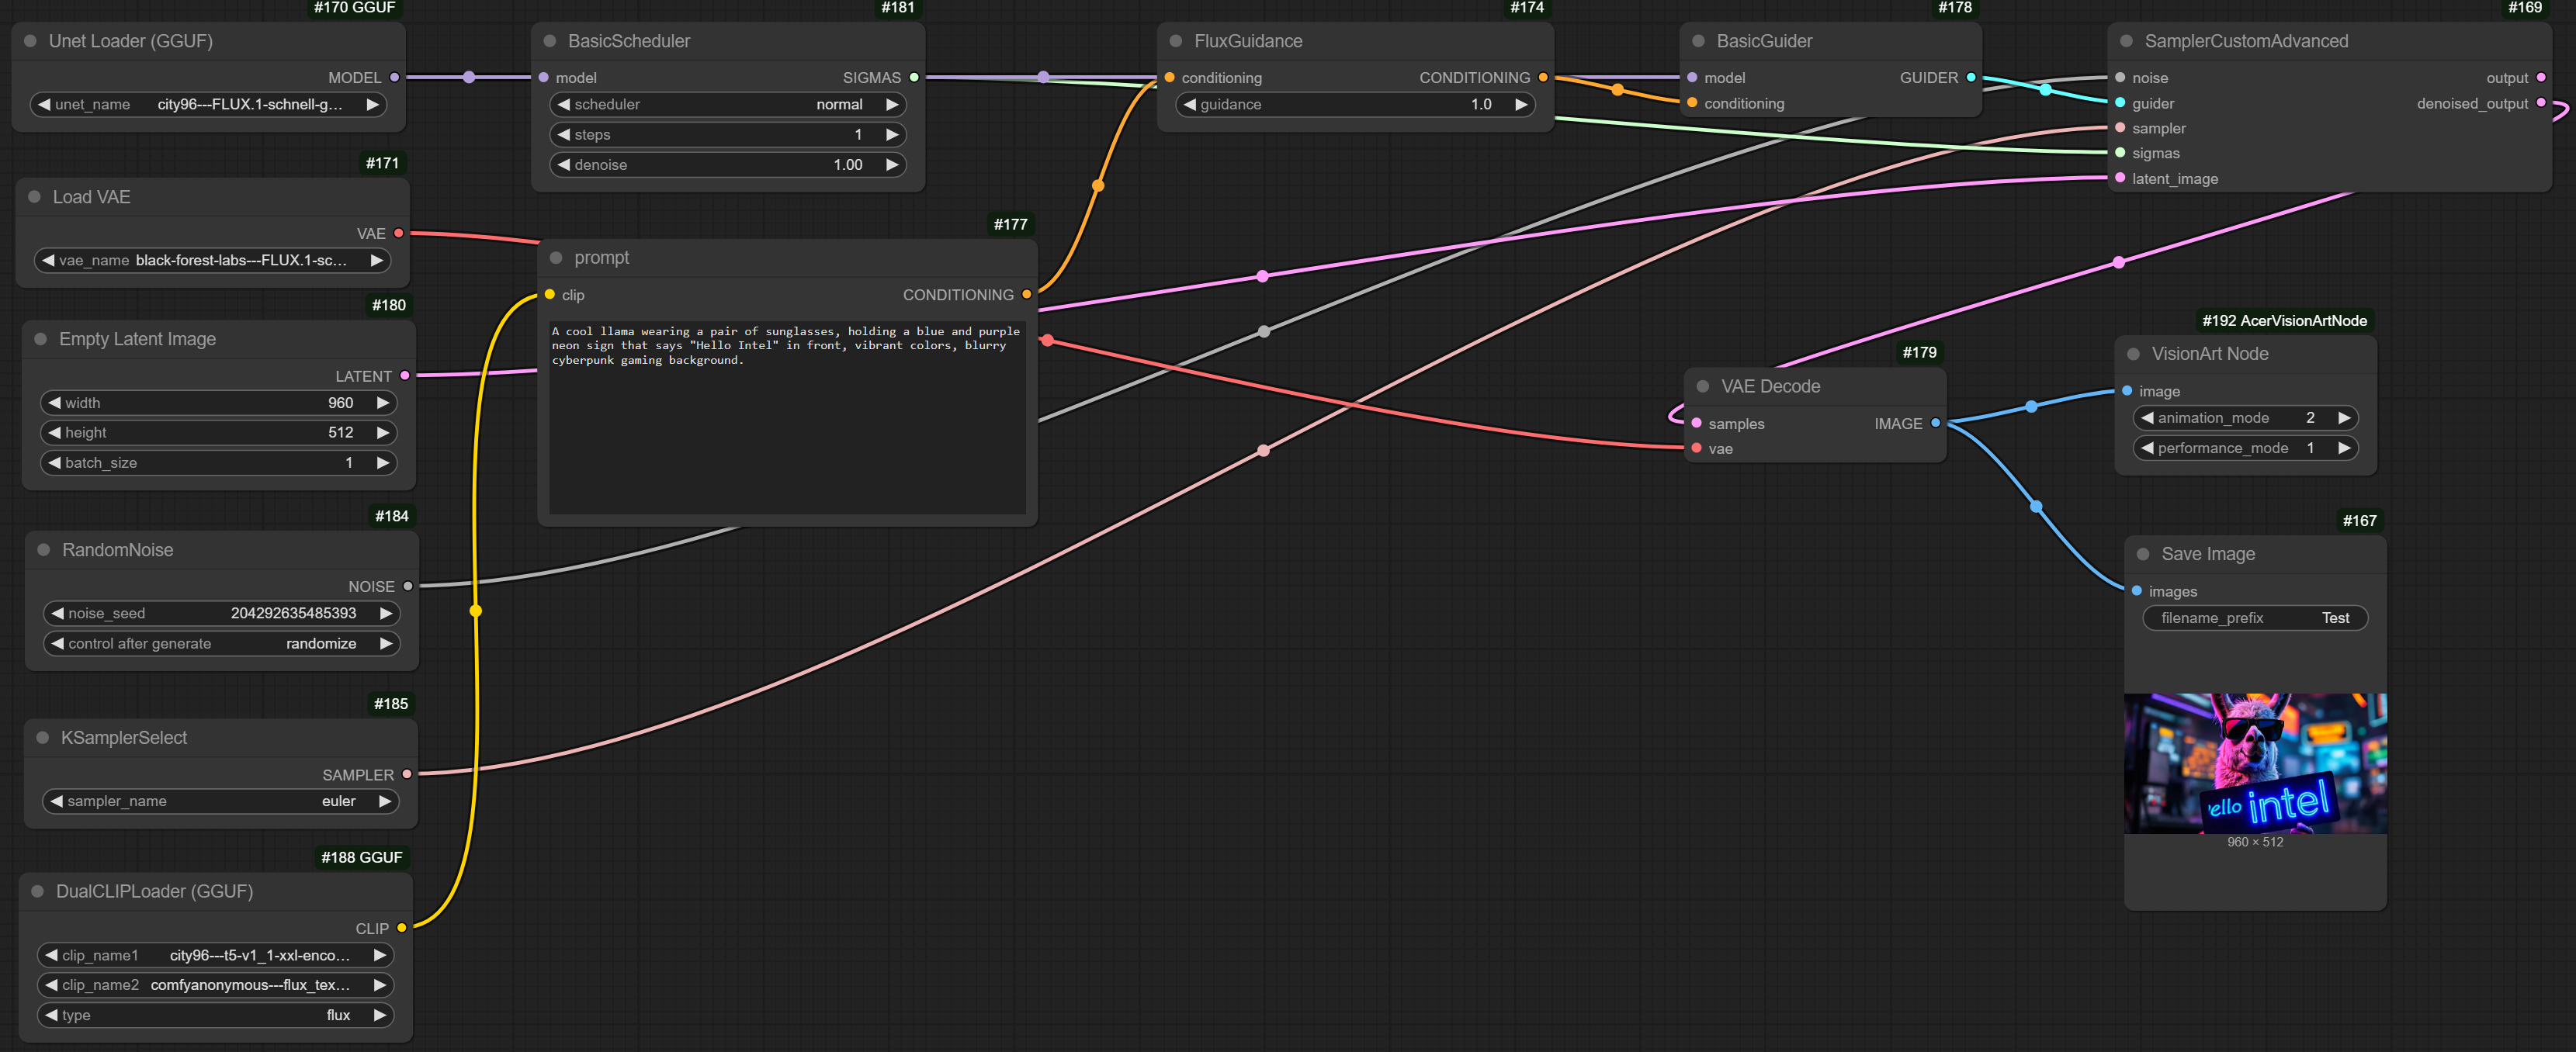 #170 GGUF
Unet Loader (GGUF)
MODEL
unet_name city96---FLUX.1-schnell-g...
#171
Load VAE
VAE
vae_name black-forest-labs---FLUX.1-sc...
#180
Empty Latent Image
LATENT
width 960
height 512
batch_size 1
#184
RandomNoise
NOISE
noise_seed 204292635485393
control after generate randomize
#185
KSamplerSelect
SAMPLER
sampler_name euler
#188 GGUF
DualCLIPLoader (GGUF)
CLIP
clip_name1 city96---t5-v1_1-xxl-enco...
clip_name2 comfyanonymous---flux_tex...
type flux
#181
BasicScheduler
model SIGMAS
scheduler normal
steps 1
denoise 1.00
#177
prompt
clip CONDITIONING
A cool llama wearing a pair of sunglasses, holding a blue and purple
neon sign that says "Hello Intel" in front, vibrant colors, blurry
cyberpunk gaming background.
#174
FluxGuidance
conditioning CONDITIONING
guidance 1.0
#178
BasicGuider
model GUIDER
conditioning
#169
SamplerCustomAdvanced
noise output
guider denoised_output
sampler
sigmas
latent_image
#179
VAE Decode
samples IMAGE
vae
#192 AcerVisionArtNode
VisionArt Node
image
animation_mode 2
performance_mode 1
#167
Save Image
images
filename_prefix Test
ello intel
960 × 512